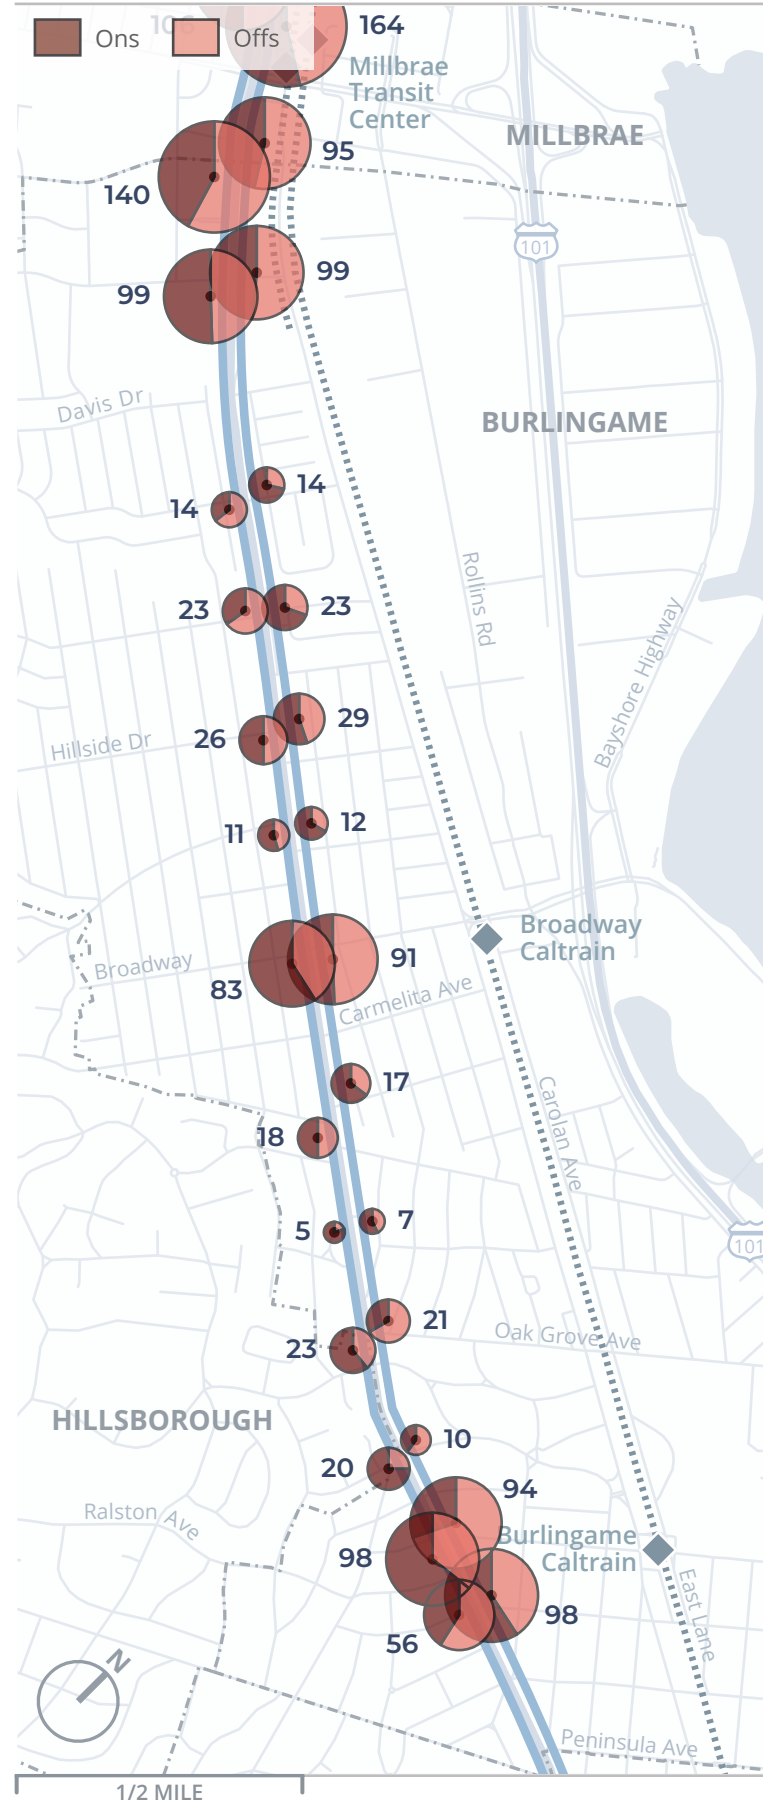 106
164
Ons
Offs
Millbrae
Transit
Center
MILLBRAE
95
140
101
99
99
Davis Dr
BURLINGAME
14
14
Rollins Rd
23
23
Bayshore Highway
29
26
Hillside Dr
12
11
Broadway
Caltrain
91
Broadway
83
Carmelita Ave
17
Carolan Ave
18
7
5
101
21
Oak Grove Ave
23
HILLSBOROUGH
10
20
94
Ralston Ave
Burlingame
Caltrain
98
East Lane
98
56
N
Peninsula Ave
1/2 MILE